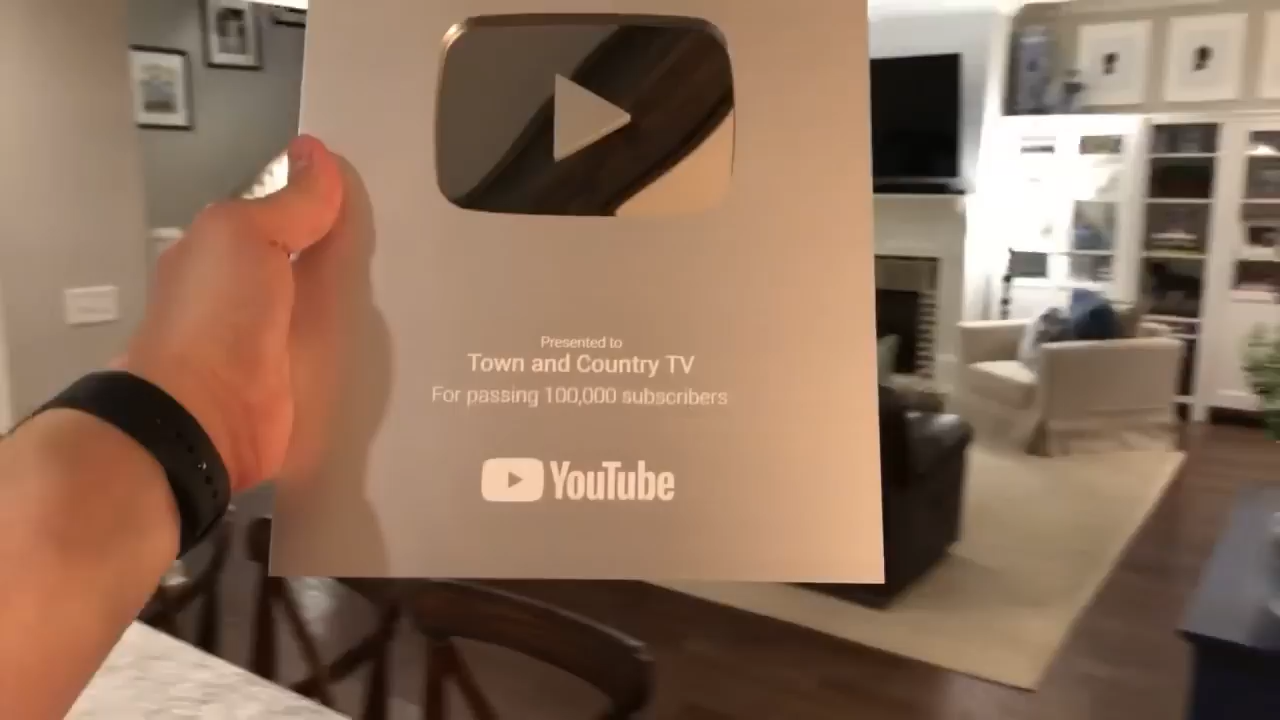 Presented to
Town and Country TV
For passing 100,000 subscribers
YouTube